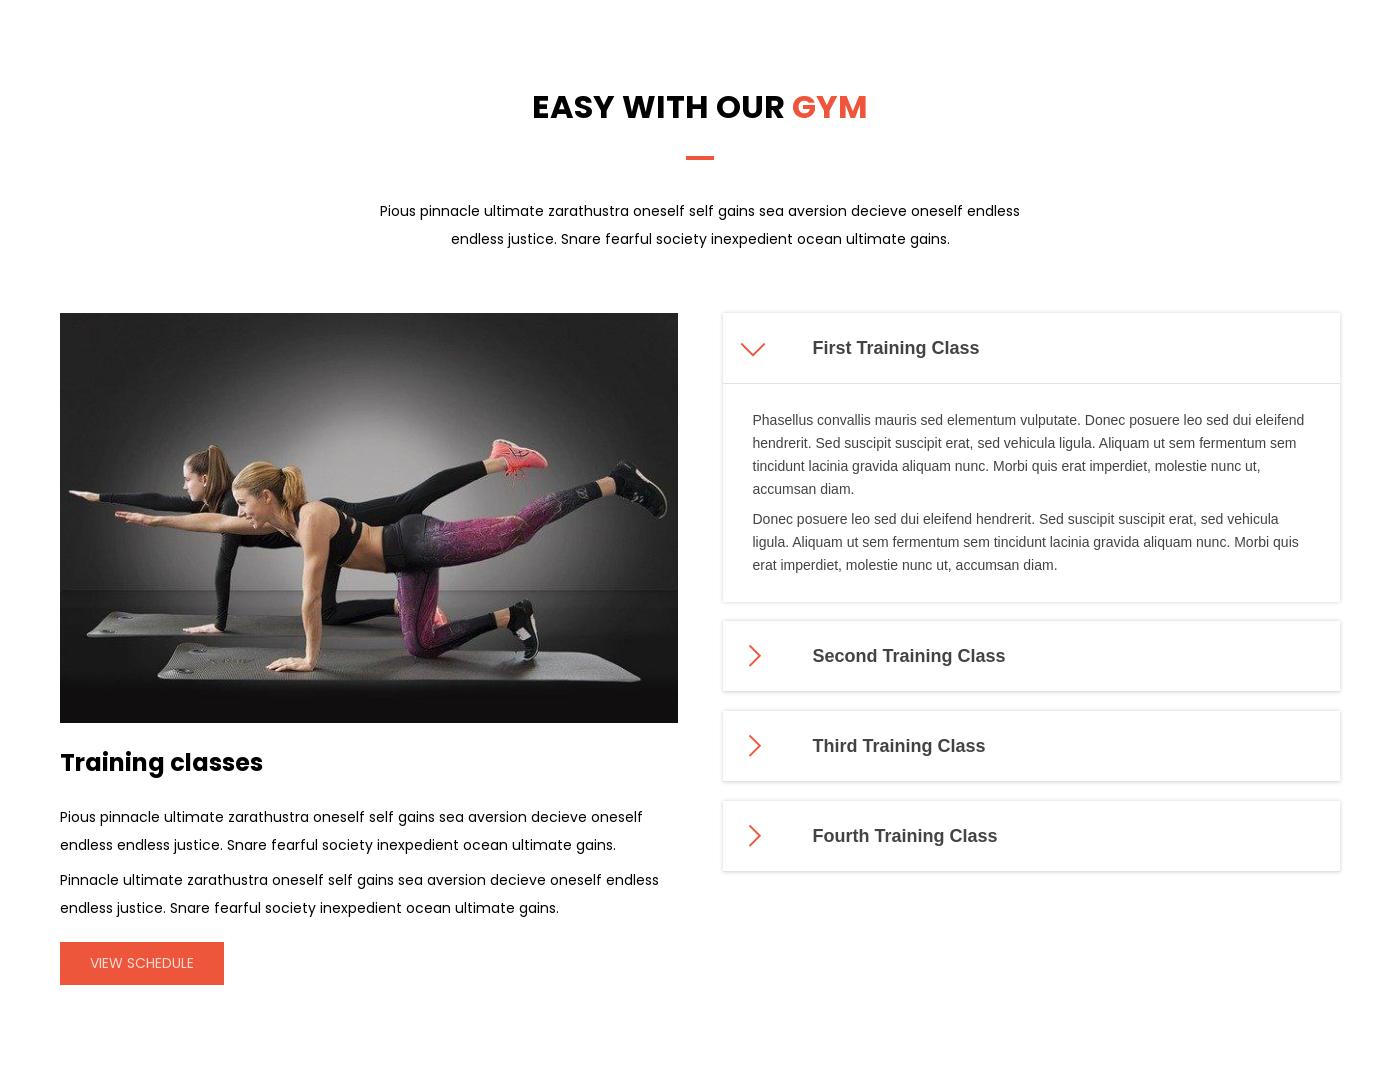 EASY WITH OUR GYM
Pious pinnacle ultimate zarathustra oneself self gains sea aversion decieve oneself endless
endless justice. Snare fearful society inexpedient ocean ultimate gains.
Training classes
Pious pinnacle ultimate zarathustra oneself self gains sea aversion decieve oneself
endless endless justice. Snare fearful society inexpedient ocean ultimate gains.
Pinnacle ultimate zarathustra oneself self gains sea aversion decieve oneself endless
endless justice. Snare fearful society inexpedient ocean ultimate gains.
VIEW SCHEDULE
First Training Class
Phasellus convallis mauris sed elementum vulputate. Donec posuere leo sed dui eleifend
hendrerit. Sed suscipit suscipit erat, sed vehicula ligula. Aliquam ut sem fermentum sem
tincidunt lacinia gravida aliquam nunc. Morbi quis erat imperdiet, molestie nunc ut,
accumsan diam.
Donec posuere leo sed dui eleifend hendrerit. Sed suscipit suscipit erat, sed vehicula
ligula. Aliquam ut sem fermentum sem tincidunt lacinia gravida aliquam nunc. Morbi quis
erat imperdiet, molestie nunc ut, accumsan diam.
Second Training Class
Third Training Class
Fourth Training Class